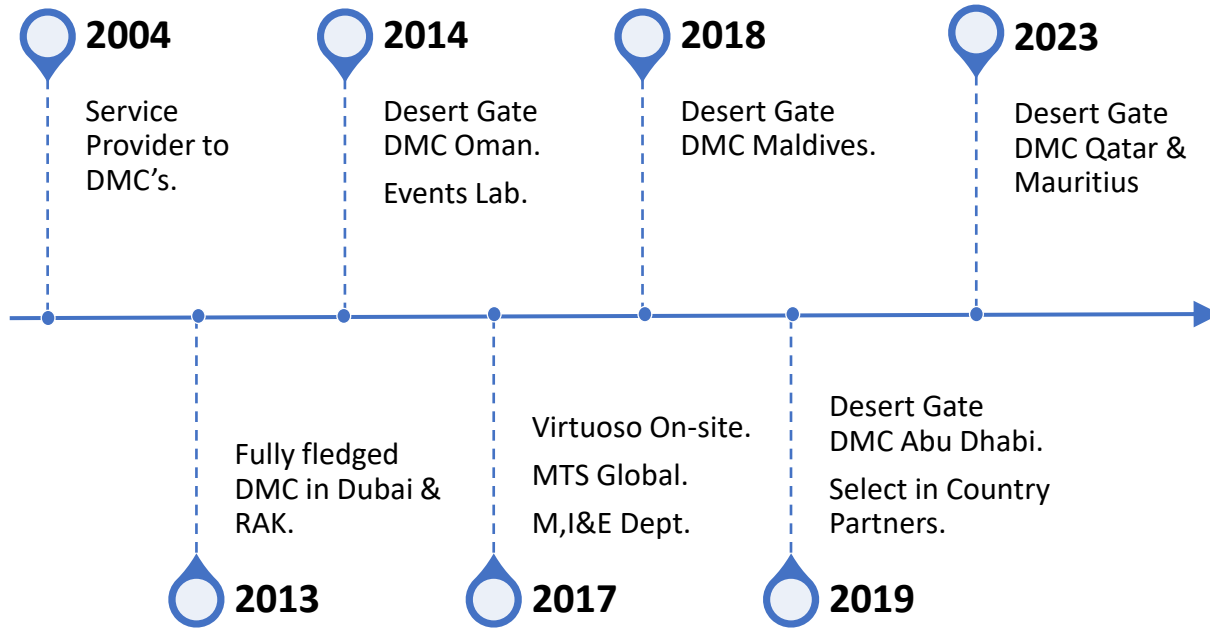 2004
Service
Provider to
DMC’s.
2014
Desert Gate
DMC Oman.
Events Lab.
2018
Desert Gate
DMC Maldives.
2023
Desert Gate
DMC Qatar &
Mauritius
Fully fledged
DMC in Dubai &
RAK.
2013
Virtuoso On-site.
MTS Global.
M,I&E Dept.
2017
Desert Gate
DMC Abu Dhabi.
Select in Country
Partners.
2019